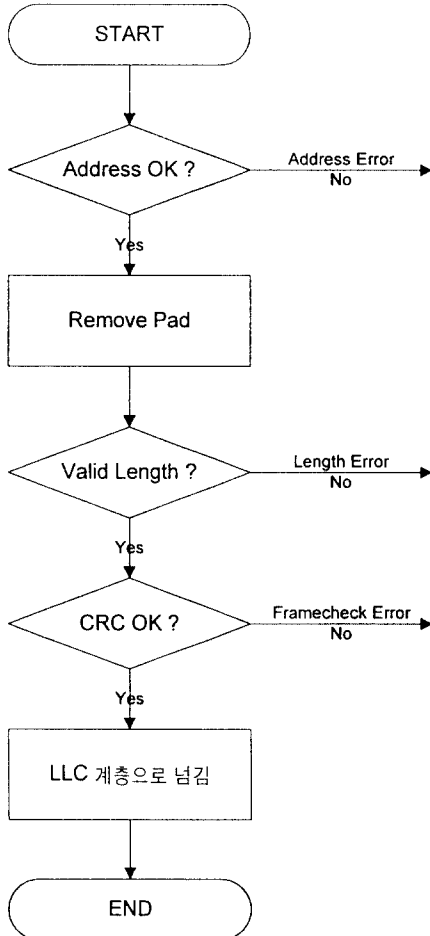 START
Address OK ?
Address Error
No
Yes
Remove Pad
Valid Length ?
Length Error
No
Yes
CRC OK ?
Framecheck Error
No
Yes
LLC 계층으로 넘김
END